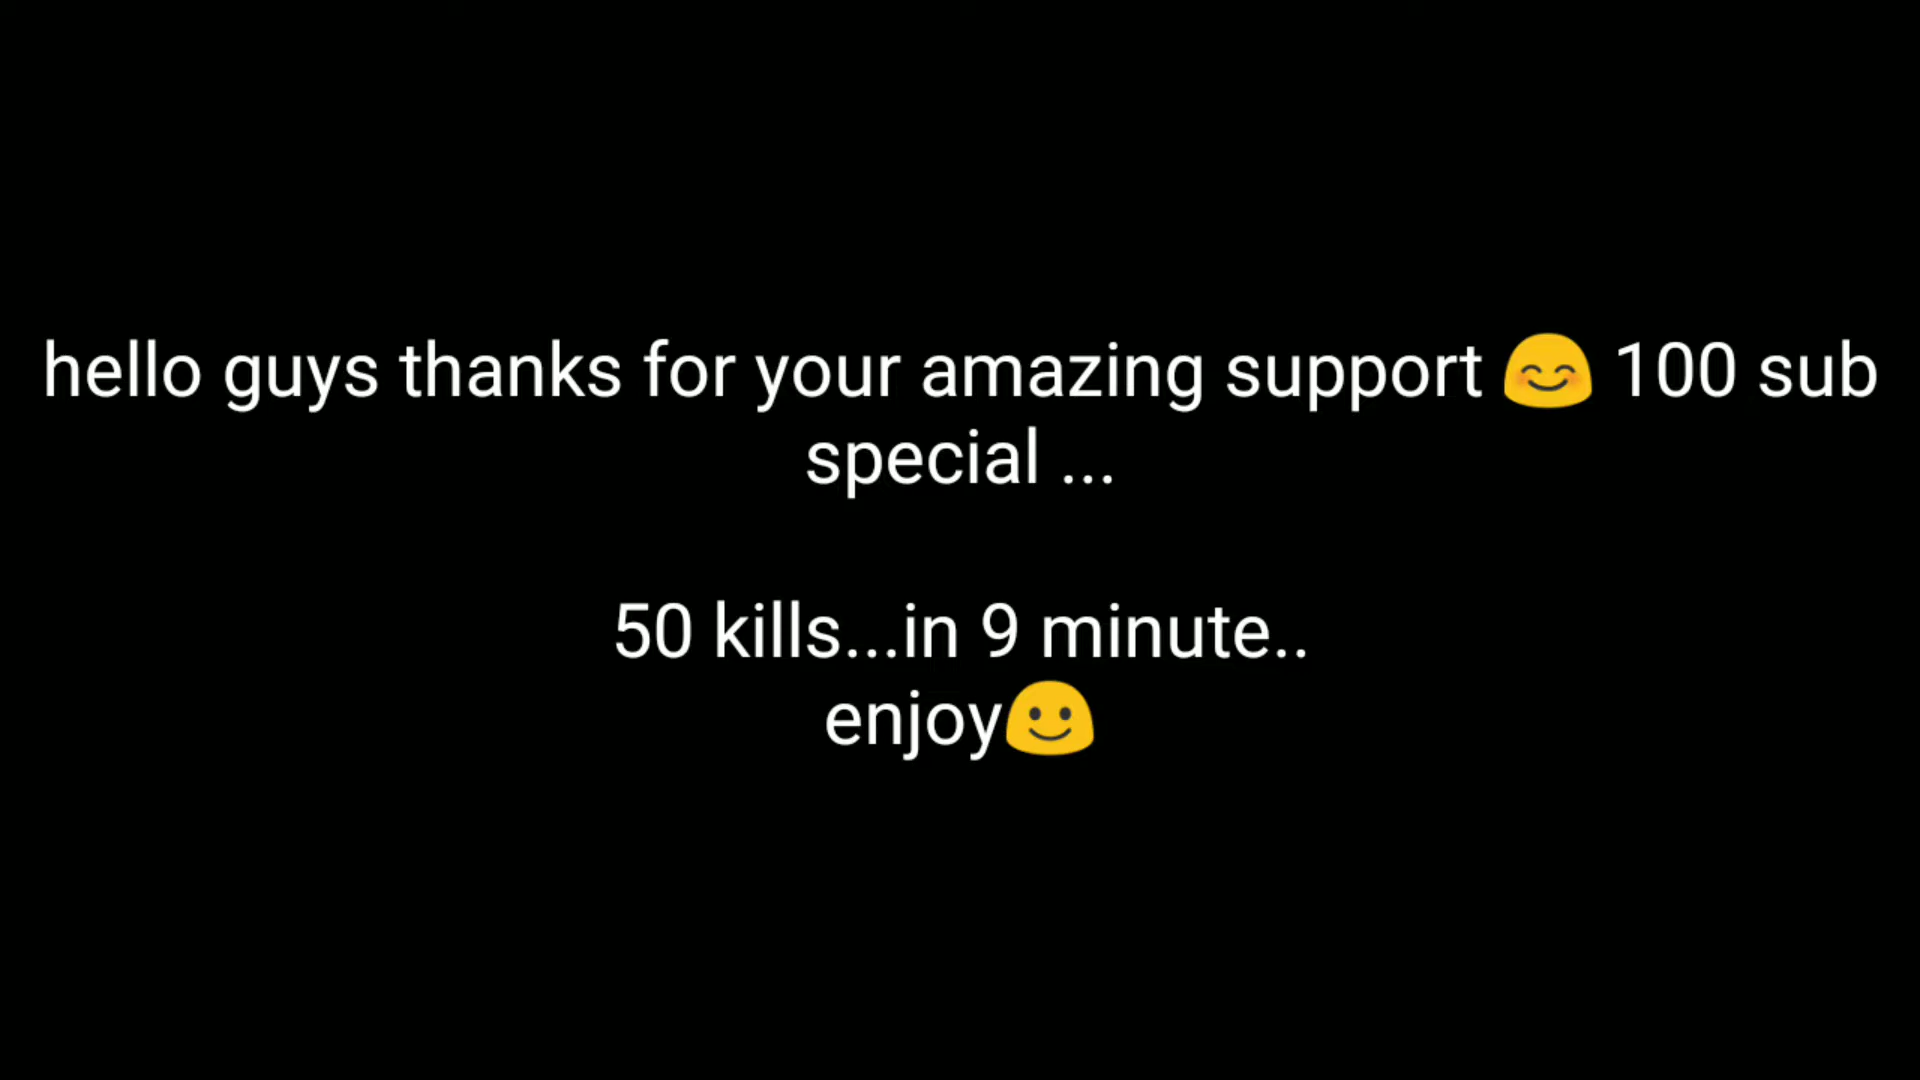 hello guys thanks for your amazing support 😊 100 sub
special ...
50 kills...in 9 minute..
enjoy🙂